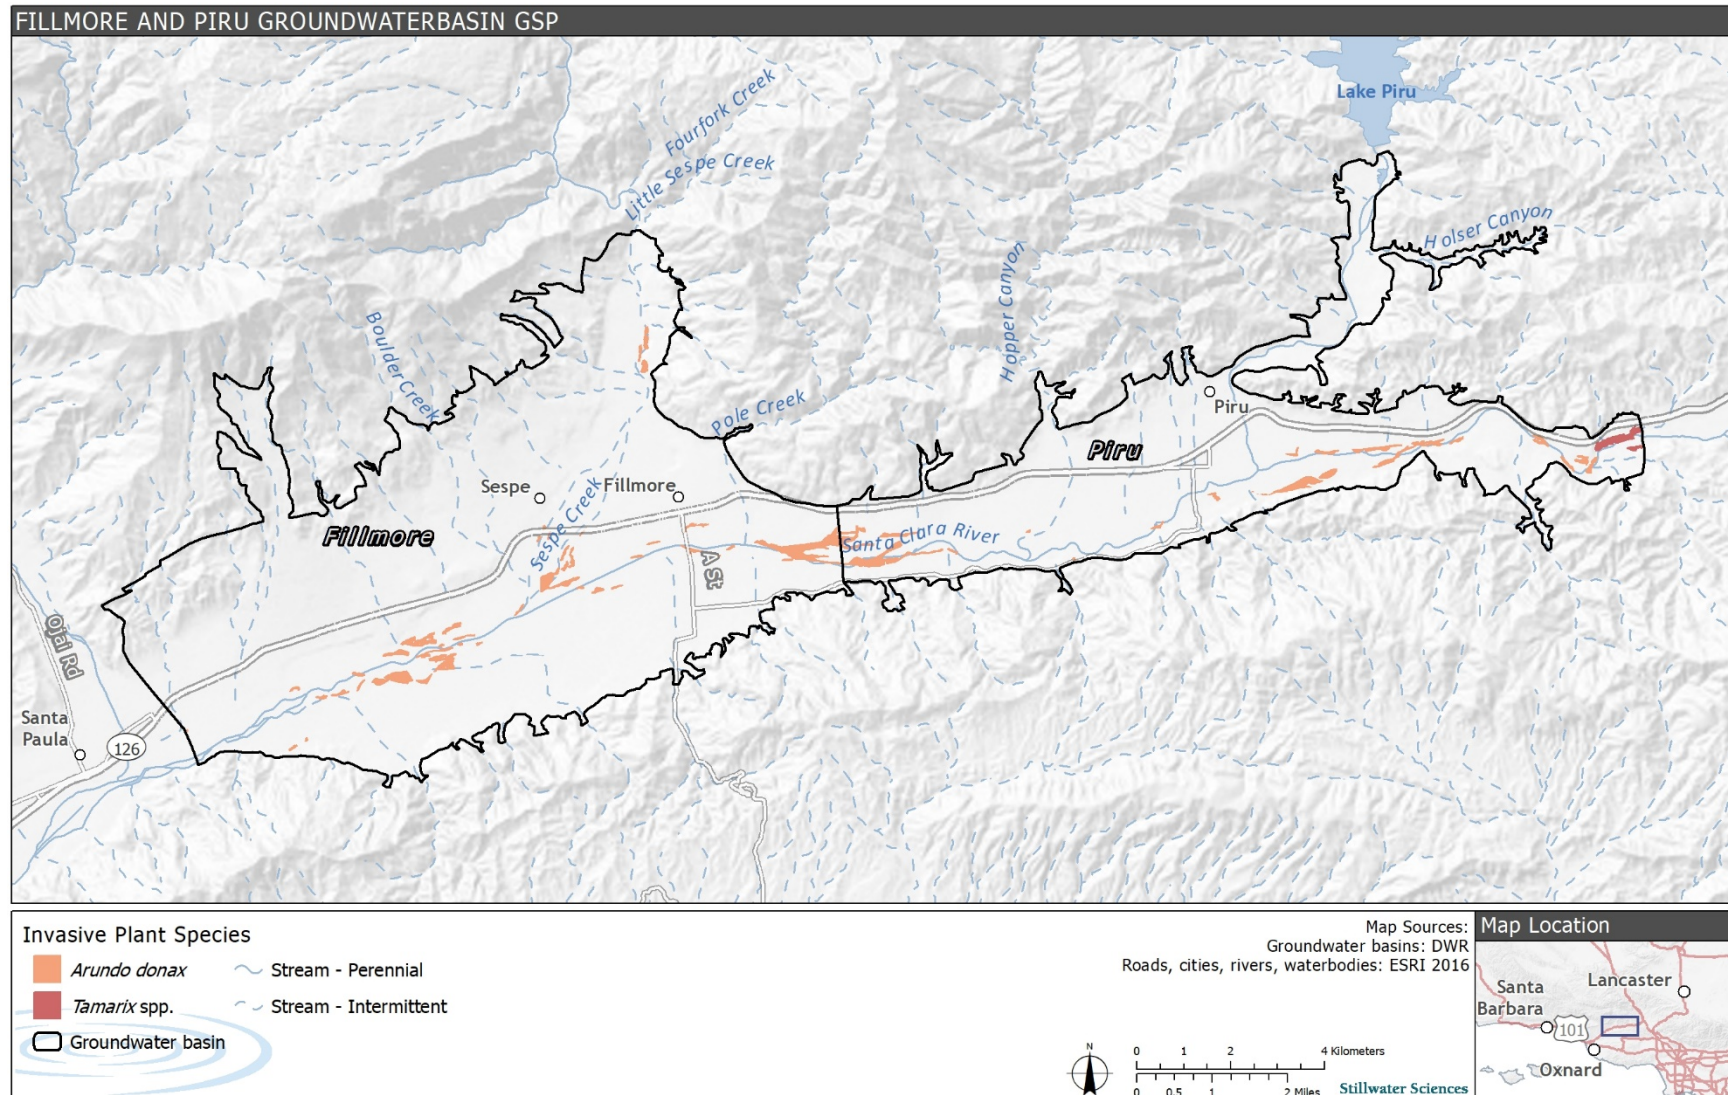 FILLMORE AND PIRU GROUNDWATERBASIN GSP
Lake Piru
Fourfork Creek
Little Sespe Creek
Holser Canyon
Hopper Canyon
Boulder Creek
Pole Creek
Piru
Piru
Sespe
Fillmore
Sespe Creek
Fillmore
Santa Clara River
A St
Ojai Rd
Santa
Paula
126
Invasive Plant Species
Arundo donax
Stream - Perennial
Tamarix spp.
Stream - Intermittent
Groundwater basin
Map Sources:
Groundwater basins: DWR
Roads, cities, rivers, waterbodies: ESRI 2016
N
0 1 2 4 Kilometers
0 0.5 1 2 Miles
Stillwater Sciences
Map Location
Lancaster
Santa
Barbara
101
Oxnard